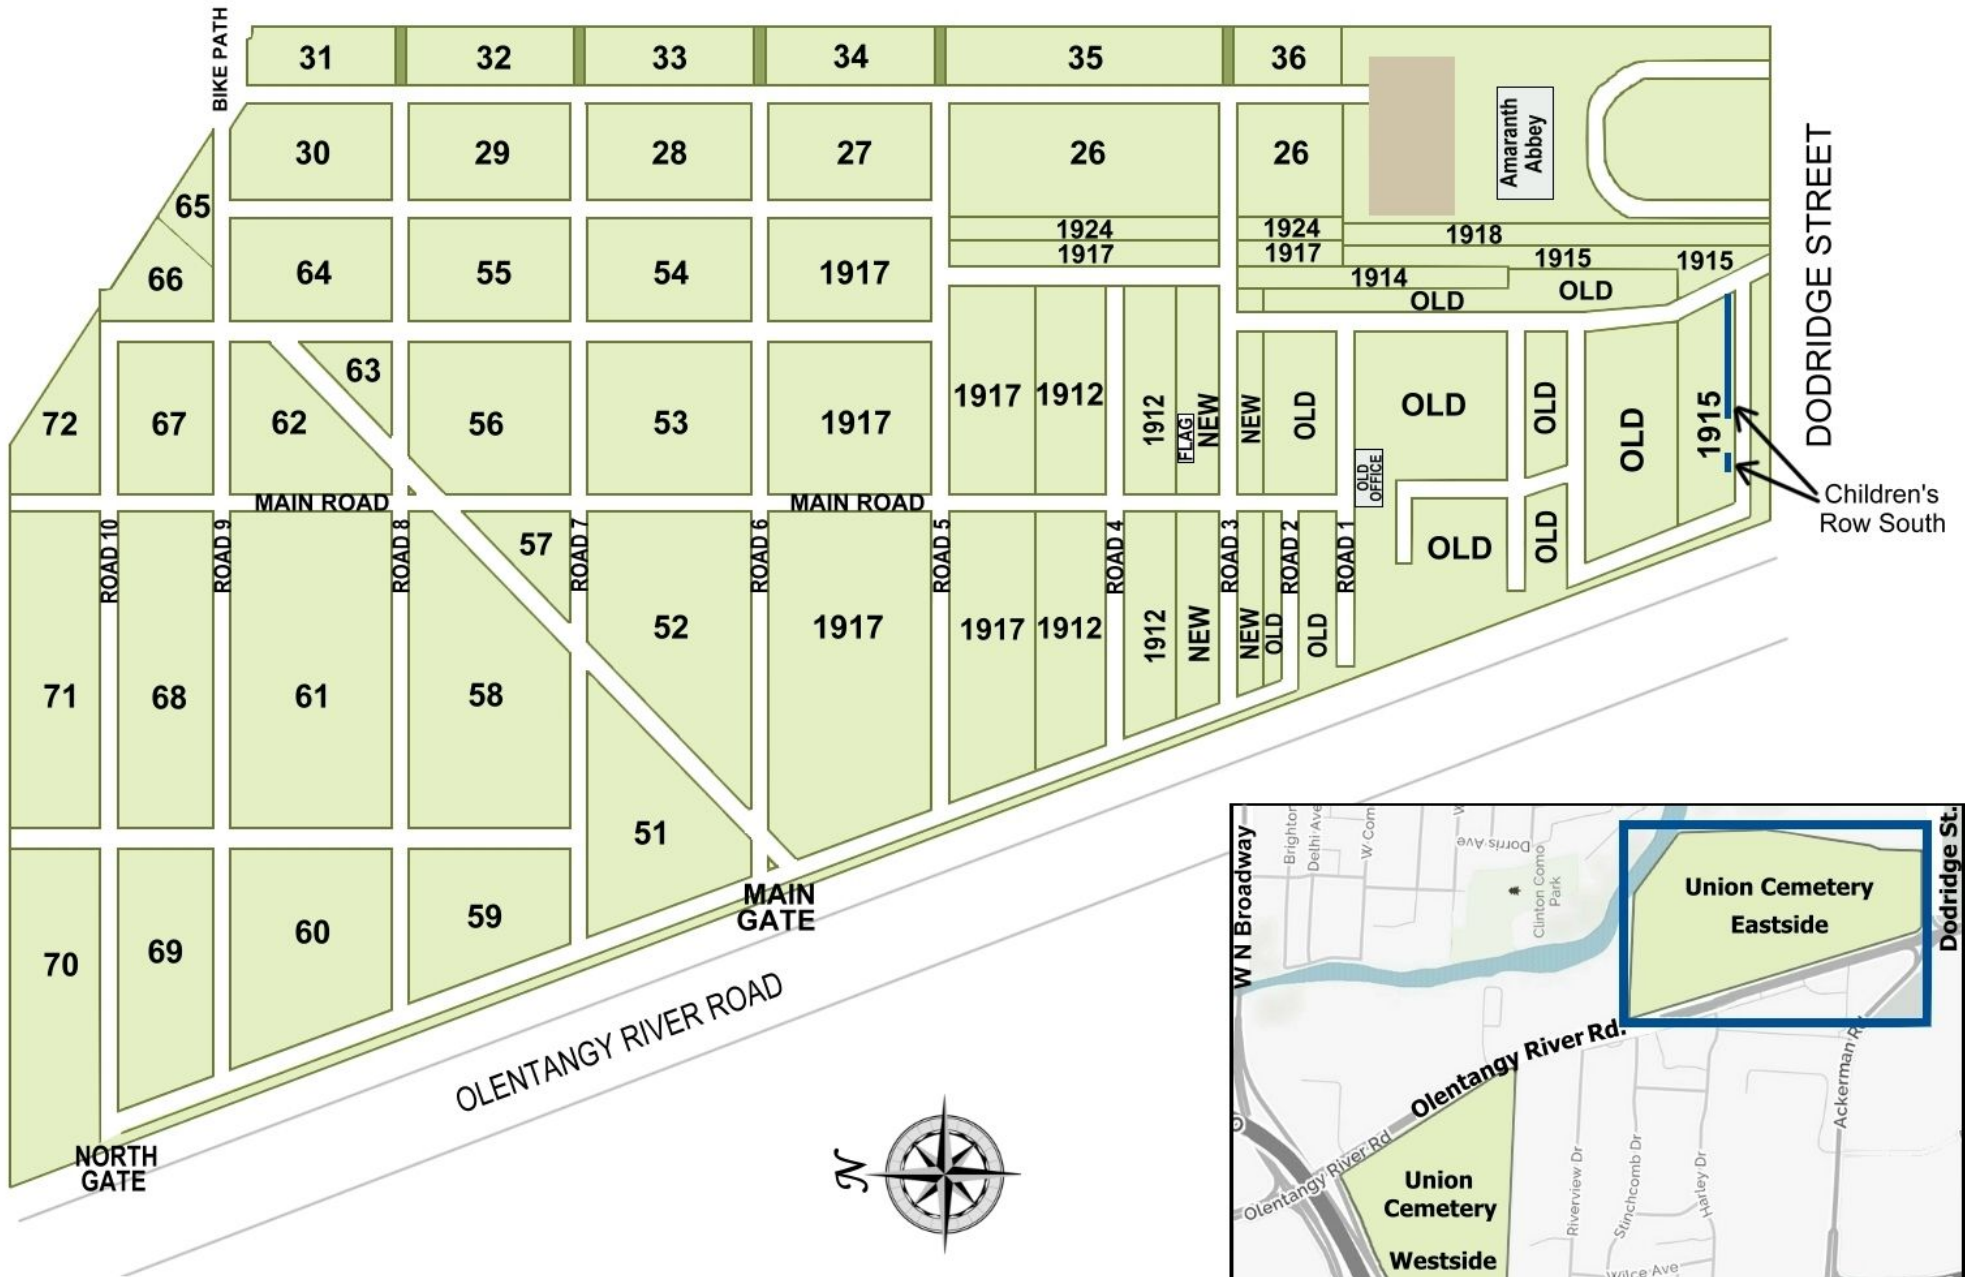 BIKE PATH
31
32
33
34
35
36
30
29
28
27
26
26
Amaranth
Abbey
DODRIDGE STREET
65
66
64
55
54
1917
1924
1917
1924
1917
1918
1915
1915
1914
OLD
OLD
72
67
62
63
56
53
1917
1917
1912
1912
FLAG
NEW
NEW
OLD
OLD
OLD
OLD
1915
OLD
OFFICE
Children's
Row South
MAIN ROAD
MAIN ROAD
ROAD 10
ROAD 9
ROAD 8
ROAD 7
ROAD 6
ROAD 5
ROAD 4
ROAD 3
ROAD 2
ROAD 1
57
OLD
OLD
71
68
61
58
52
1917
1917
1912
1912
NEW
NEW
OLD
OLD
51
70
69
60
59
MAIN
GATE
NORTH
GATE
OLENTANGY RIVER ROAD
N
W N Broadway
Brighton
Delhi Ave
W Com
W
Dorris Ave
Clinton Como
Park
Union Cemetery
Eastside
Dodridge St.
Olentangy River Rd.
Olentangy River Rd
Ackerman Rd
Riverview Dr
Stinchcomb Dr
Harley Dr
Wilce Ave
Union
Cemetery
Westside